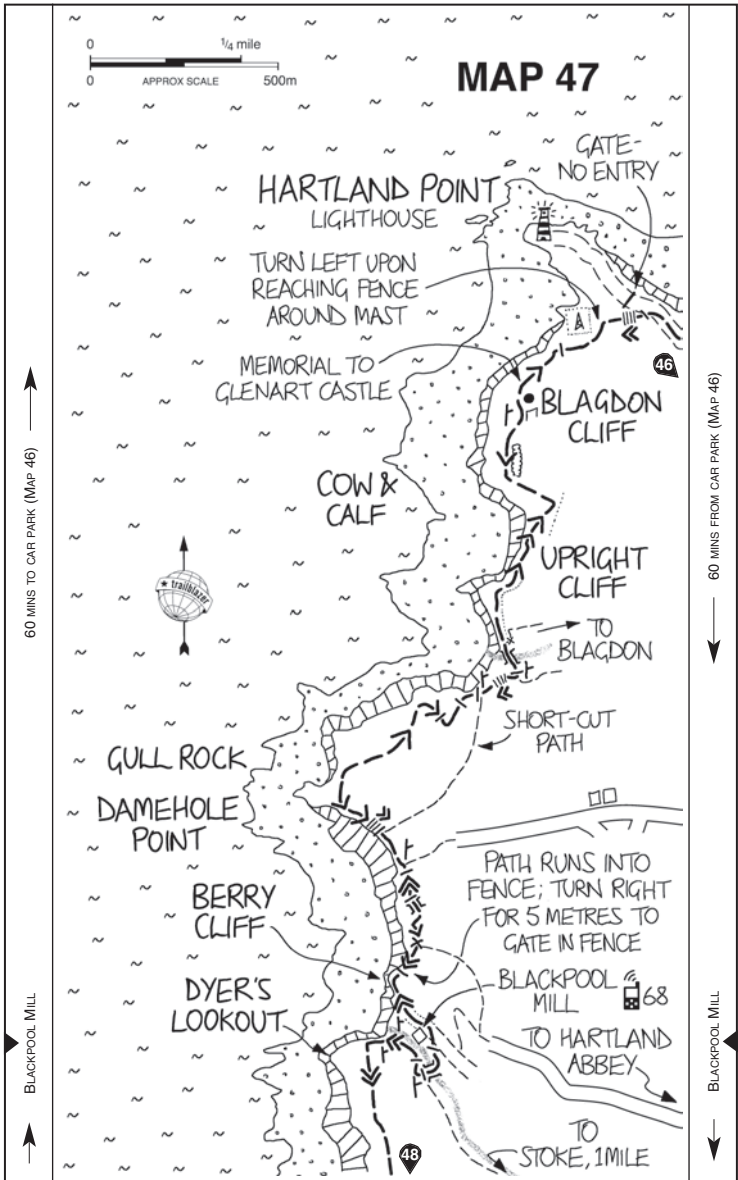 0 1/4 mile
0 APPROX SCALE 500m
MAP 47
GATE-
NO ENTRY
HARTLAND POINT
LIGHTHOUSE
TURN LEFT UPON
REACHING FENCE
AROUND MAST
46
MEMORIAL TO
GLENART CASTLE
BLAGDON
CLIFF
COW &
CALF
UPRIGHT
CLIFF
★ trailblazer
TO
BLAGDON
SHORT-CUT
PATH
GULL ROCK
DAMEHOLE
POINT
PATH RUNS INTO
FENCE; TURN RIGHT
FOR 5 METRES TO
GATE IN FENCE
BERRY
CLIFF
BLACKPOOL
MILL
68
DYER'S
LOOKOUT
TO HARTLAND
ABBEY
TO
STOKE, 1MILE
48
60 MINS TO CAR PARK (MAP 46)
BLACKPOOL MILL
60 MINS FROM CAR PARK (MAP 46)
BLACKPOOL MILL